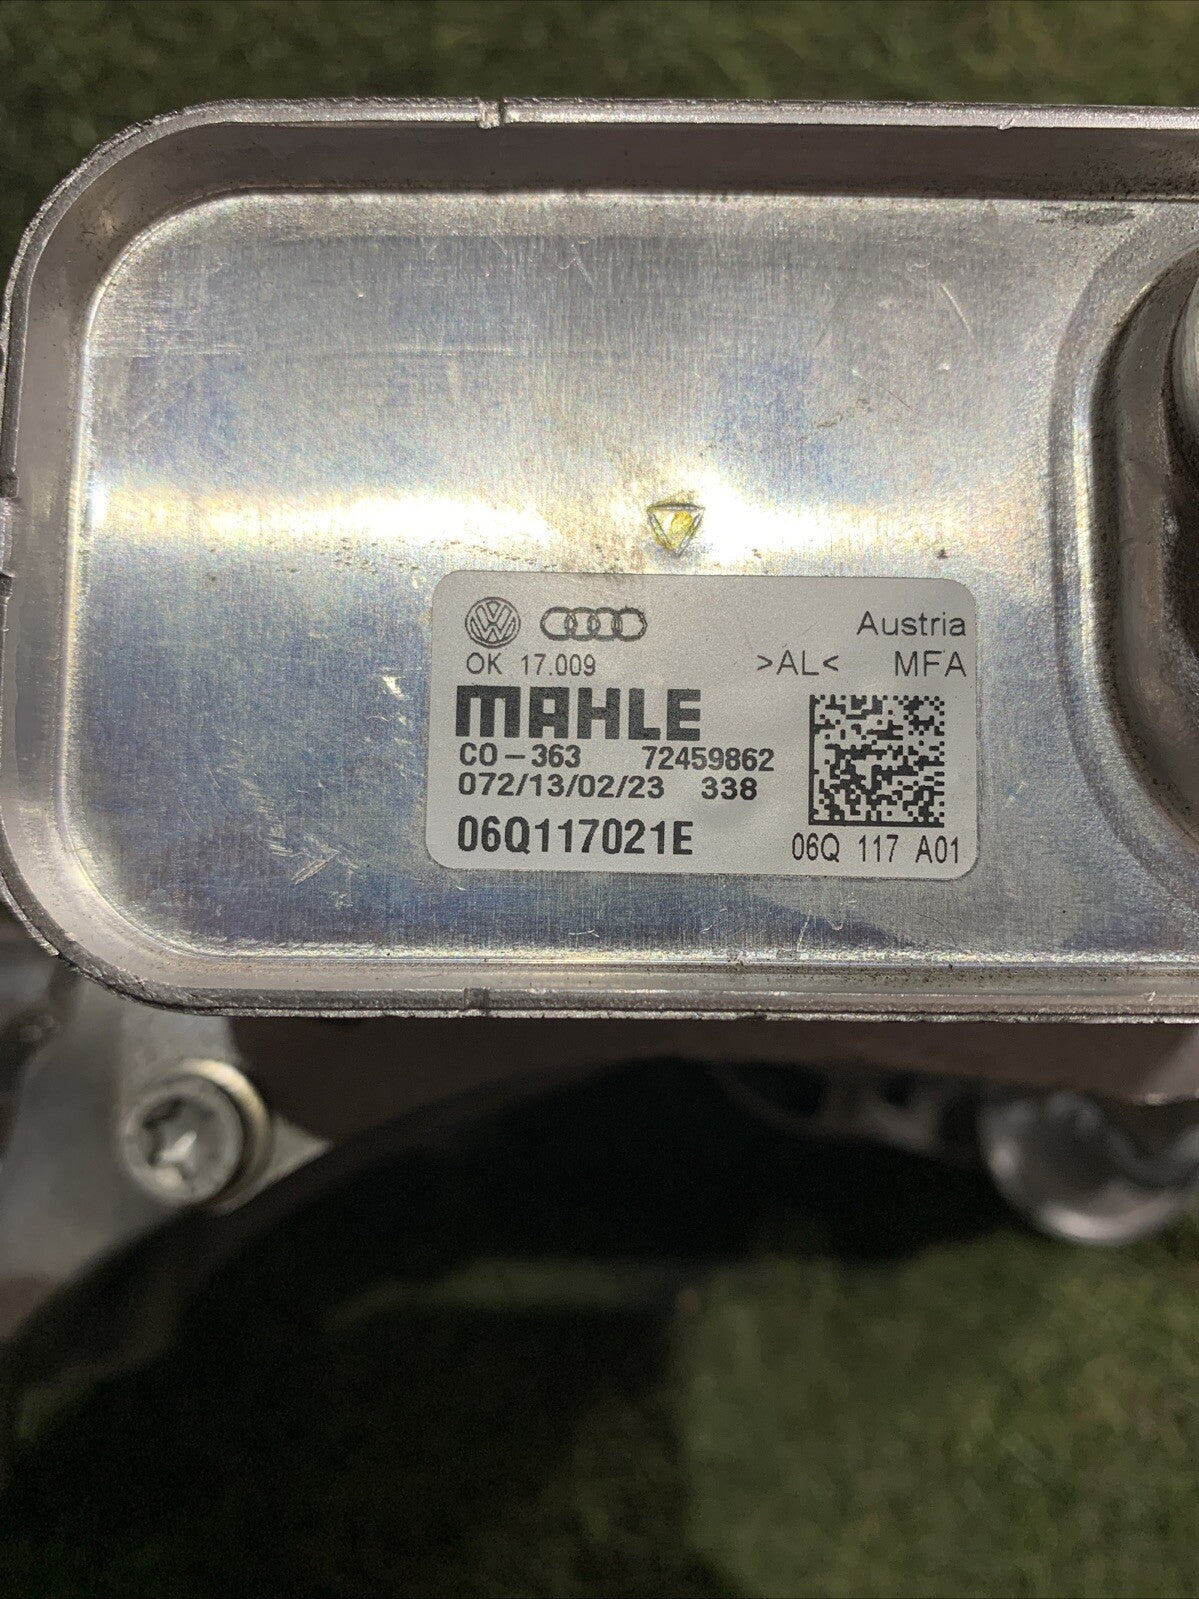 VW Austria
OK 17.009 >AL< MFA
MAHLE
CO-363 72459862
072/13/02/23 338
06Q117021E 06Q 117 A01